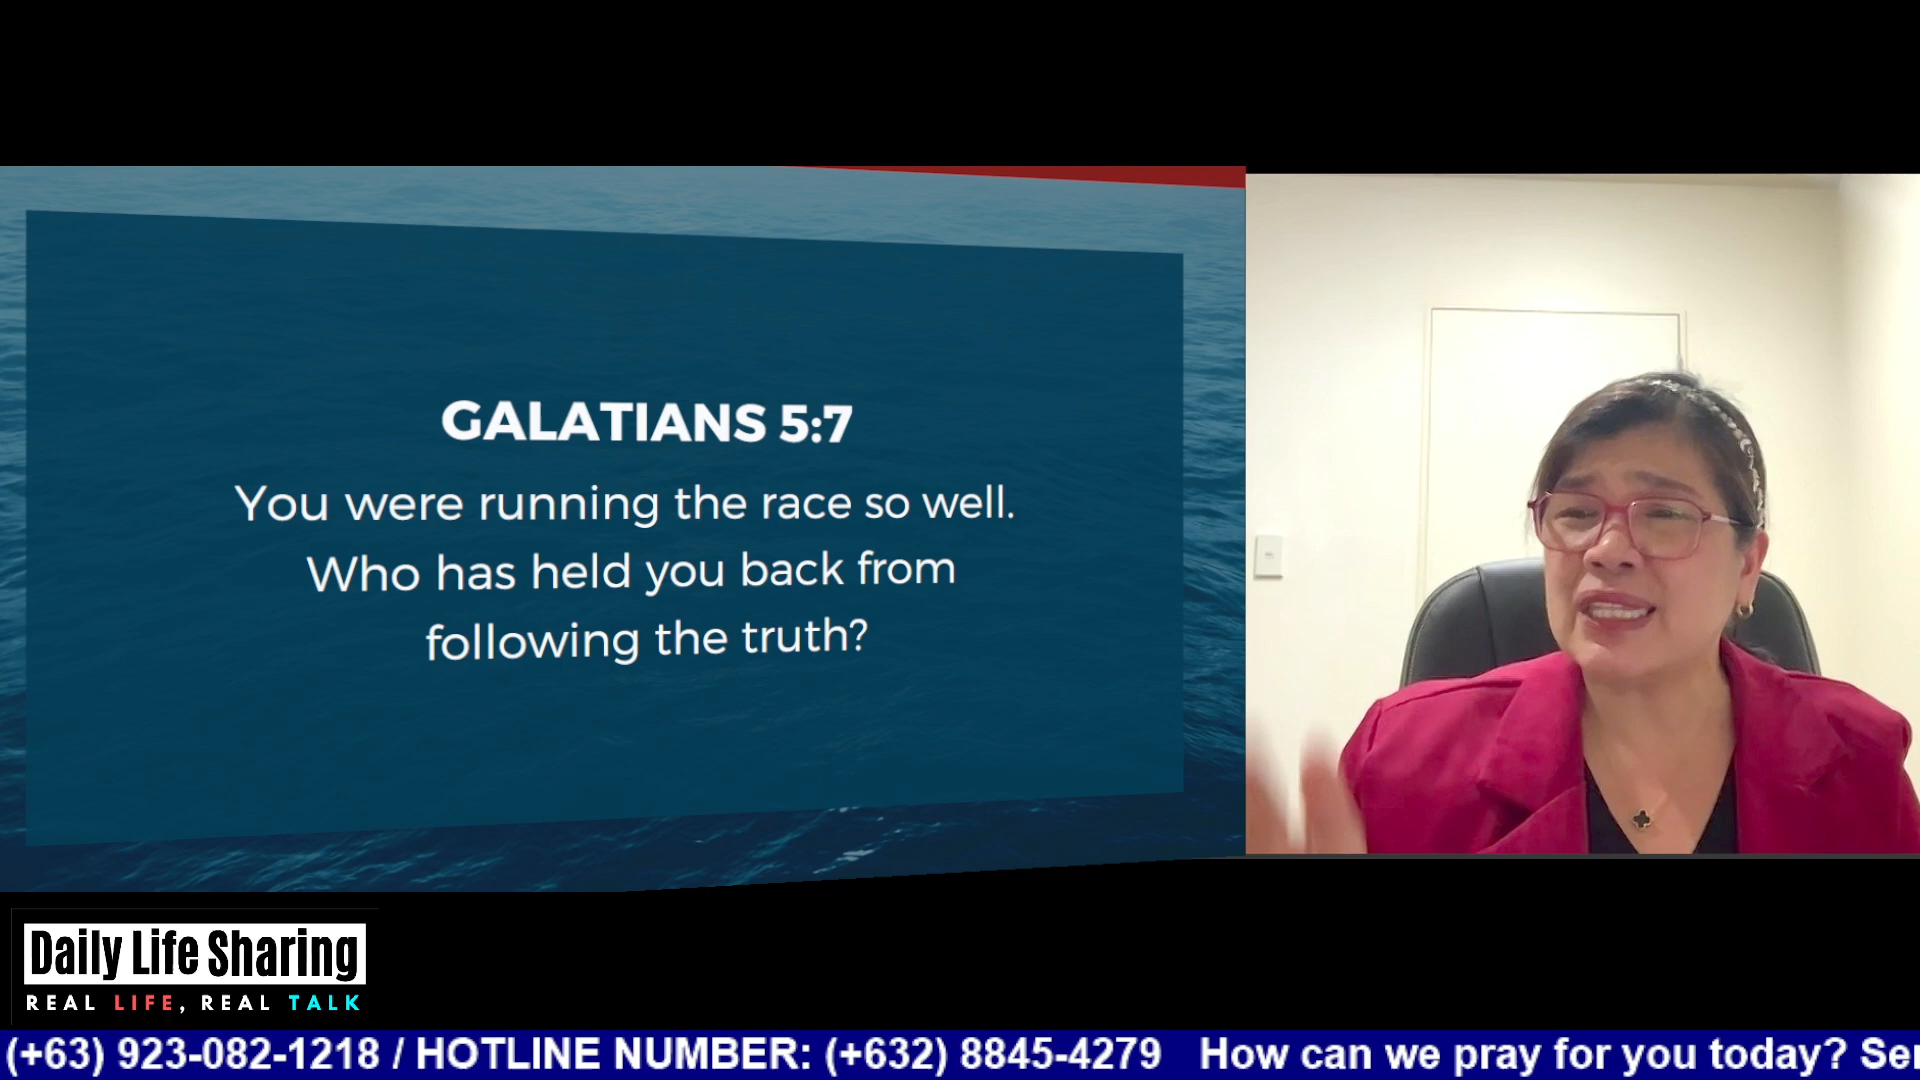 GALATIANS 5:7
You were running the race so well.
Who has held you back from
following the truth?
Daily Life Sharing
REAL LIFE, REAL TALK
(+63) 923-082-1218 / HOTLINE NUMBER: (+632) 8845-4279 How can we pray for you today?